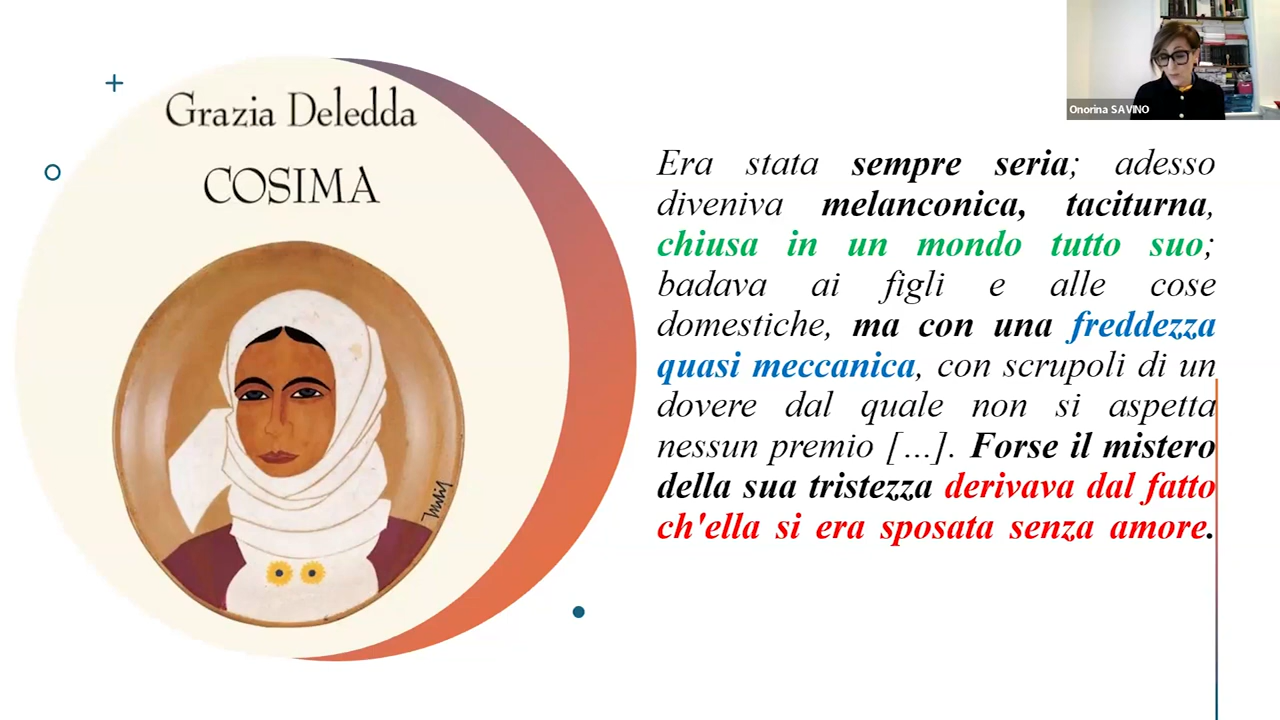 Grazia Deledda
COSIMA
Onorina SAVINO
Era stata sempre seria; adesso
diveniva melanconica, taciturna,
chiusa in un mondo tutto suo;
badava ai figli e alle cose
domestiche, ma con una freddezza
quasi meccanica, con scrupoli di un
dovere dal quale non si aspetta
nessun premio […]. Forse il mistero
della sua tristezza derivava dal fatto
ch'ella si era sposata senza amore.